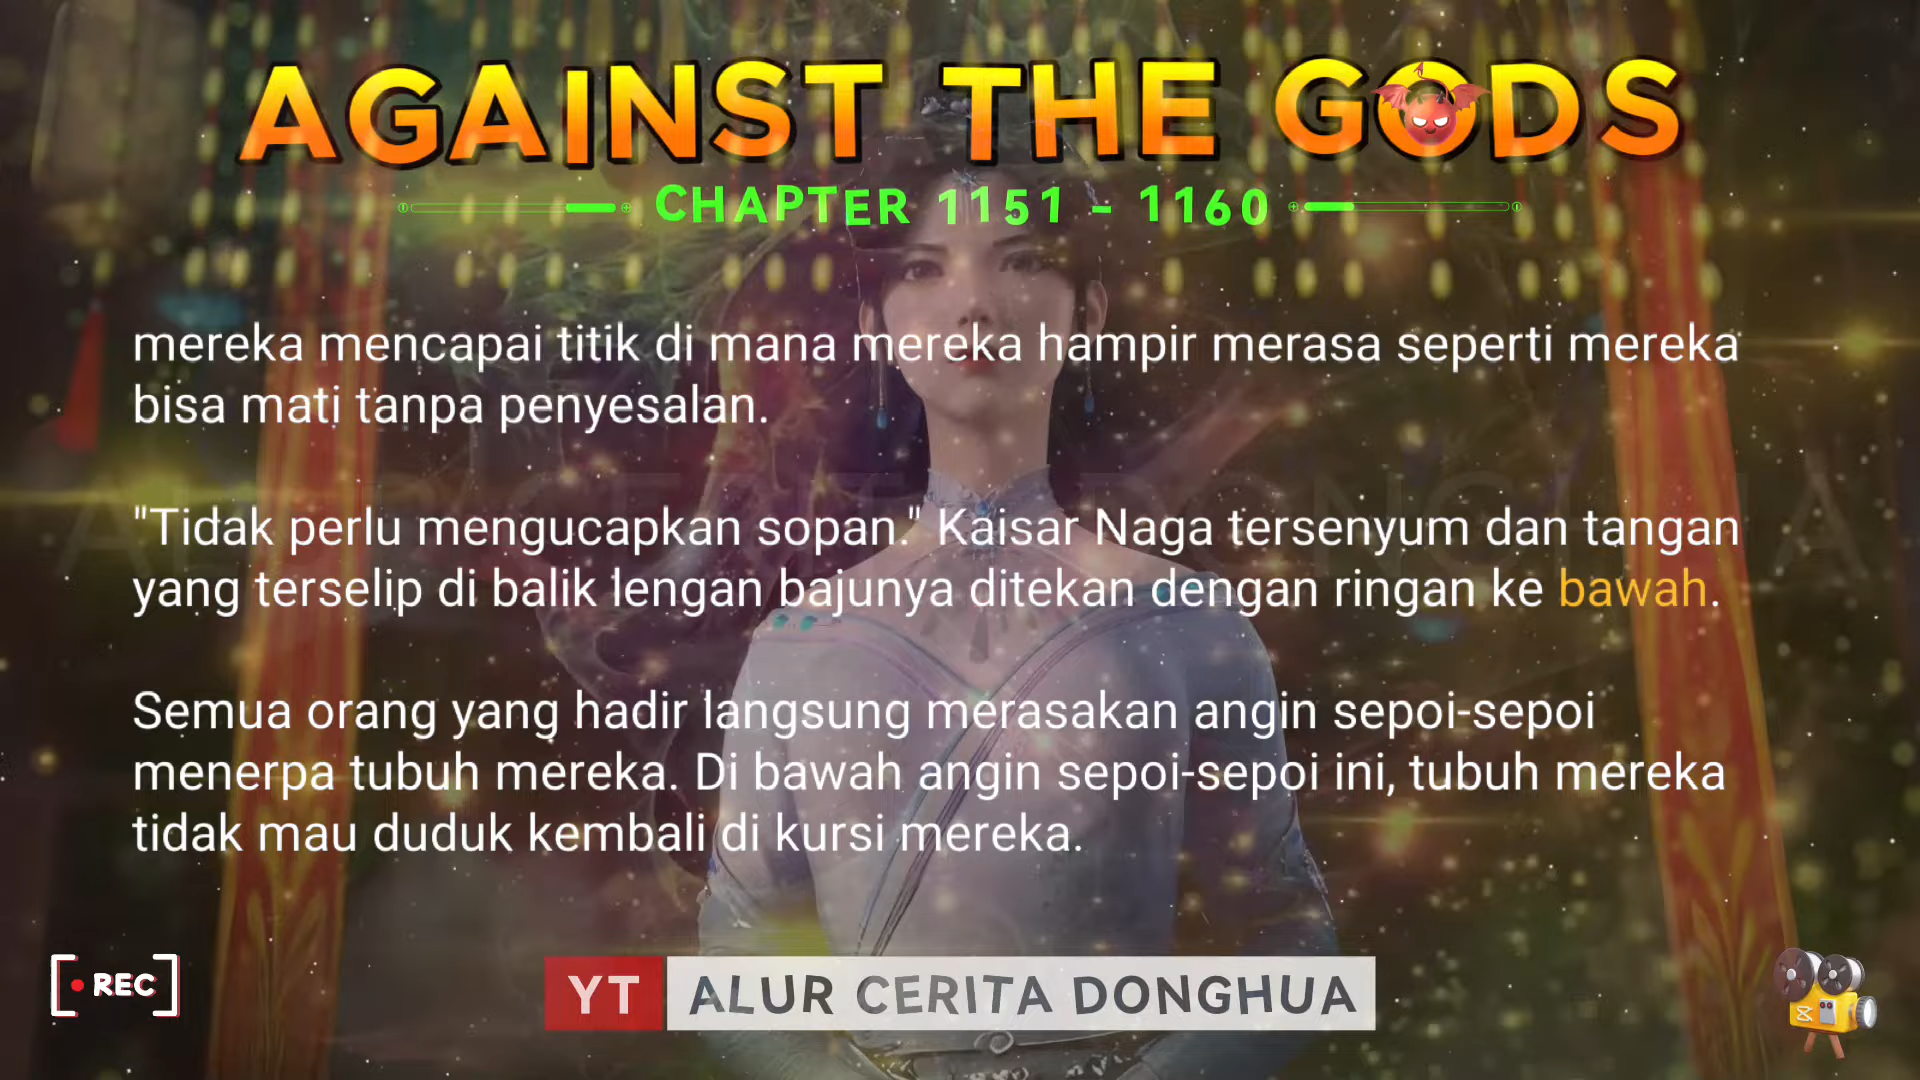 AGAINST THE GODS
CHAPTER 1151 - 1160
mereka mencapai titik di mana mereka hampir merasa seperti mereka
bisa mati tanpa penyesalan.
"Tidak perlu mengucapkan sopan." Kaisar Naga tersenyum dan tangan
yang terselip di balik lengan bajunya ditekan dengan ringan ke bawah.
Semua orang yang hadir langsung merasakan angin sepoi-sepoi
menerpa tubuh mereka. Di bawah angin sepoi-sepoi ini, tubuh mereka
tidak mau duduk kembali di kursi mereka.
REC
YT ALUR CERITA DONGHUA